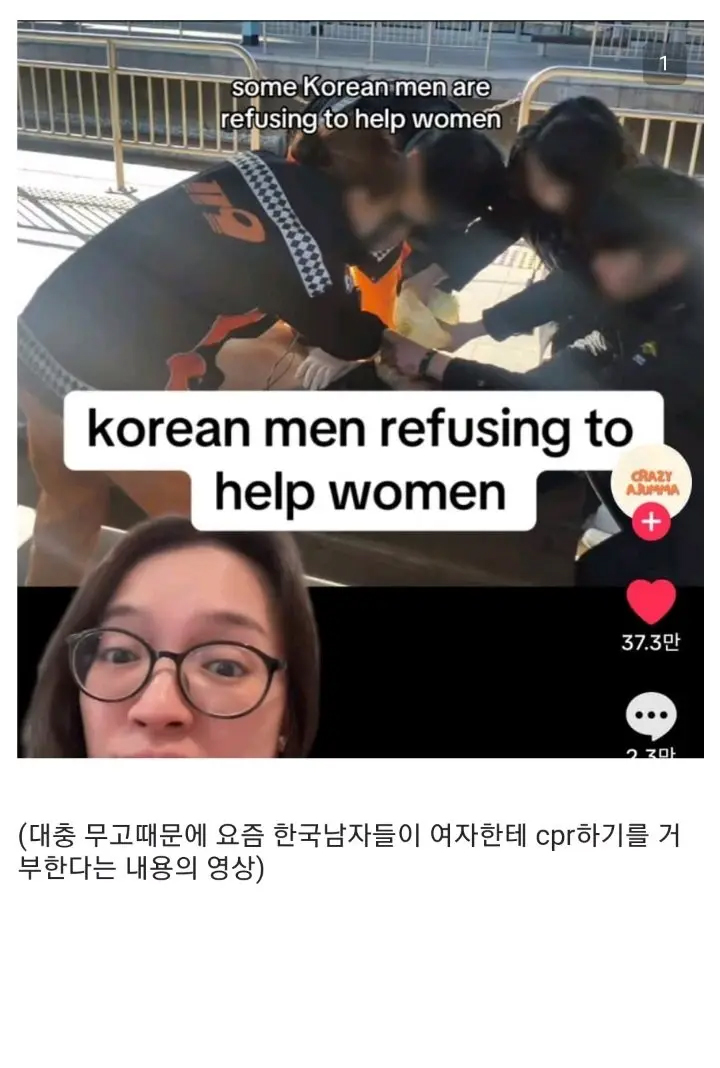 1
some Korean men are
refusing to help women
119
korean men refusing to
help women
CRAZY
AJUMMA
37.3만
2.3만
(대충 무고때문에 요즘 한국남자들이 여자한테 cpr하기를 거
부한다는 내용의 영상)